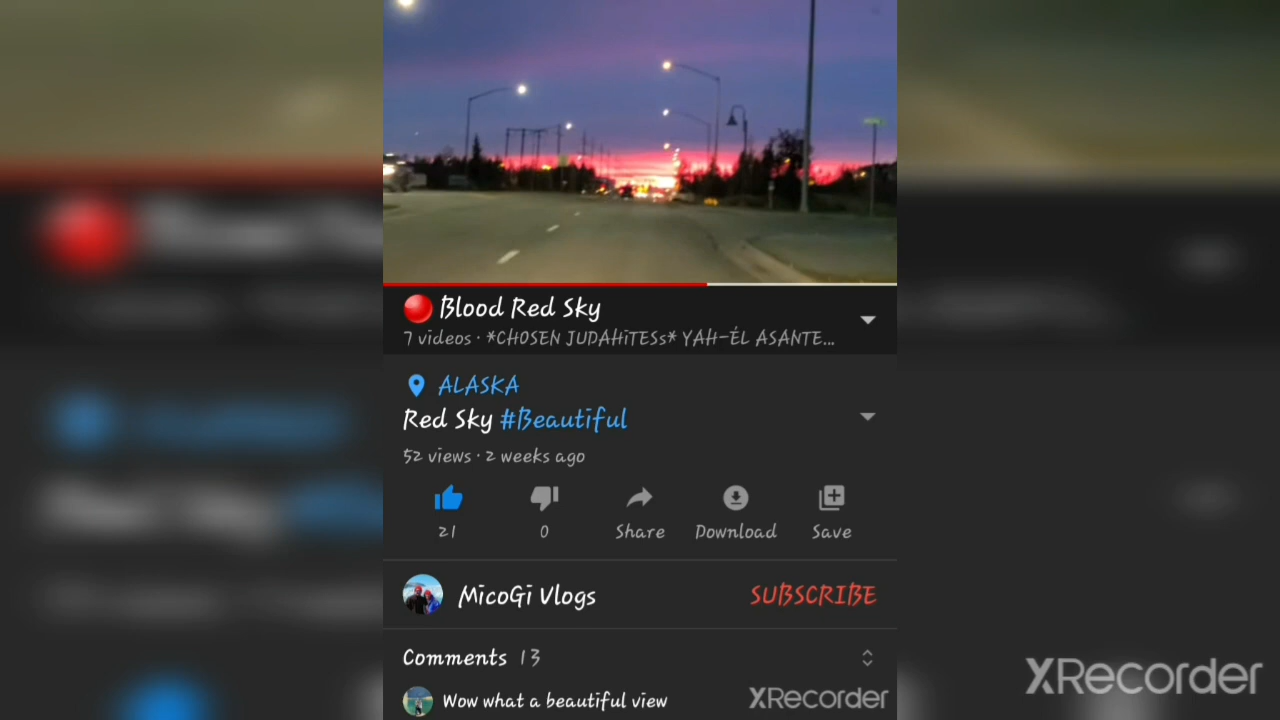 Blood Red Sky
7 videos · *CHOSEN JUDAHiTESs* YAH-ÉL ASANTE...
ALASKA
Red Sky #Beautiful
52 views · 2 weeks ago
21
0
Share
Download
Save
MicoGi Vlogs
SUBSCRIBE
Comments 13
Wow what a beautiful view
XRecorder
XRecorder